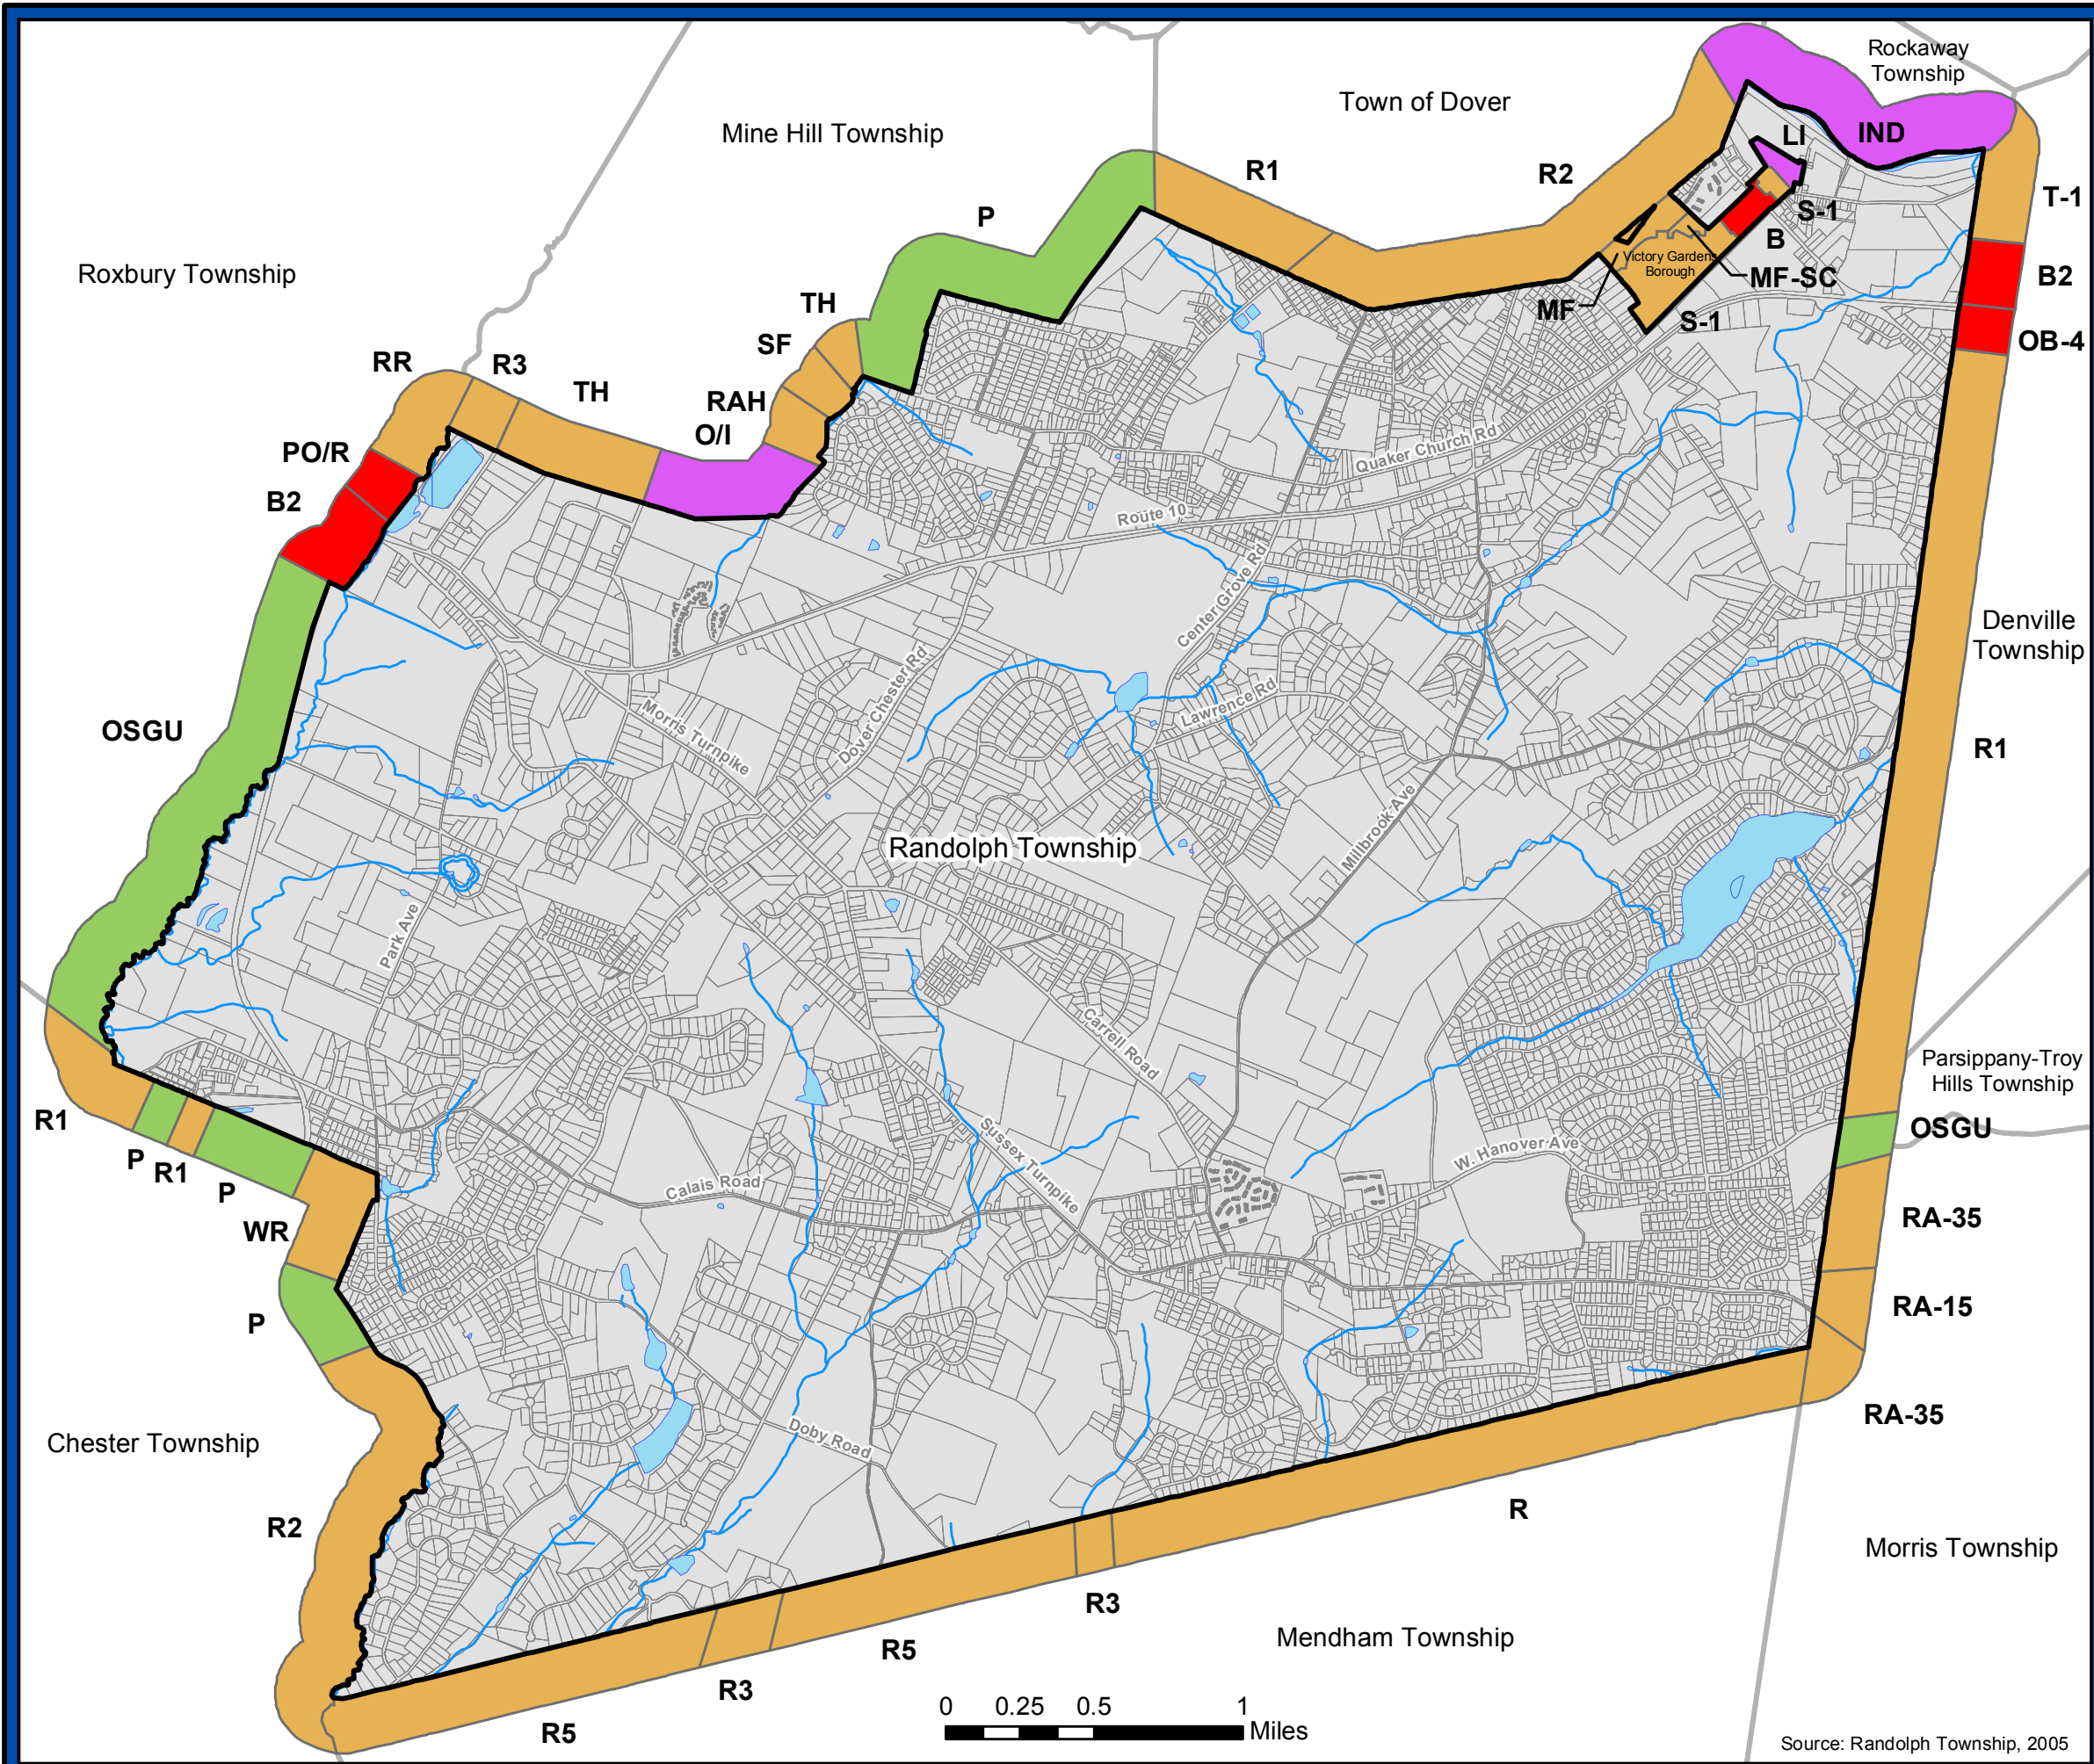 Rockaway
Township
Town of Dover
Mine Hill Township
LI
IND
R1
R2
T-1
P
S-1
B
Roxbury Township
Victory Gardens
Borough
MF-SC
B2
TH
MF
S-1
SF
OB-4
RR
R3
TH
RAH
O/I
PO/R
Quaker Church Rd
B2
Route 10
Center Grove Rd
Denville
Township
Dover Chester Rd
Lawrence Rd
Morris Turnpike
OSGU
R1
Millbrook Ave
Randolph Township
Park Ave
Carrell Road
Parsippany-Troy
Hills Township
R1
OSGU
P
R1
P
Sussex Turnpike
W. Hanover Ave
Calais Road
WR
RA-35
P
RA-15
Chester Township
Doby Road
RA-35
R2
R
Morris Township
R3
Mendham Township
R5
R3
R5
0 0.25 0.5 1
Miles
Source: Randolph Township, 2005